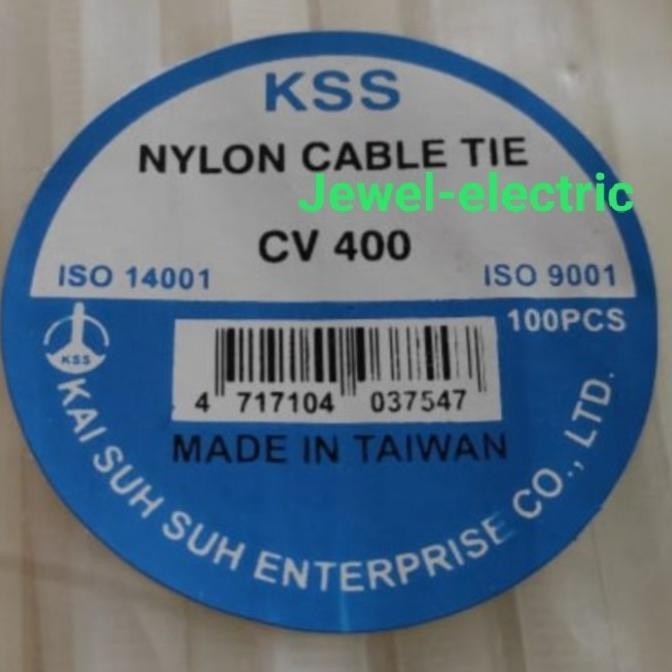 KSS
NYLON CABLE TIE
Jewel-electric
CV 400
ISO 14001
ISO 9001
100PCS
KSS
4 717104 037547
MADE IN TAIWAN
KAI SUH SUH ENTERPRISE CO., LTD.